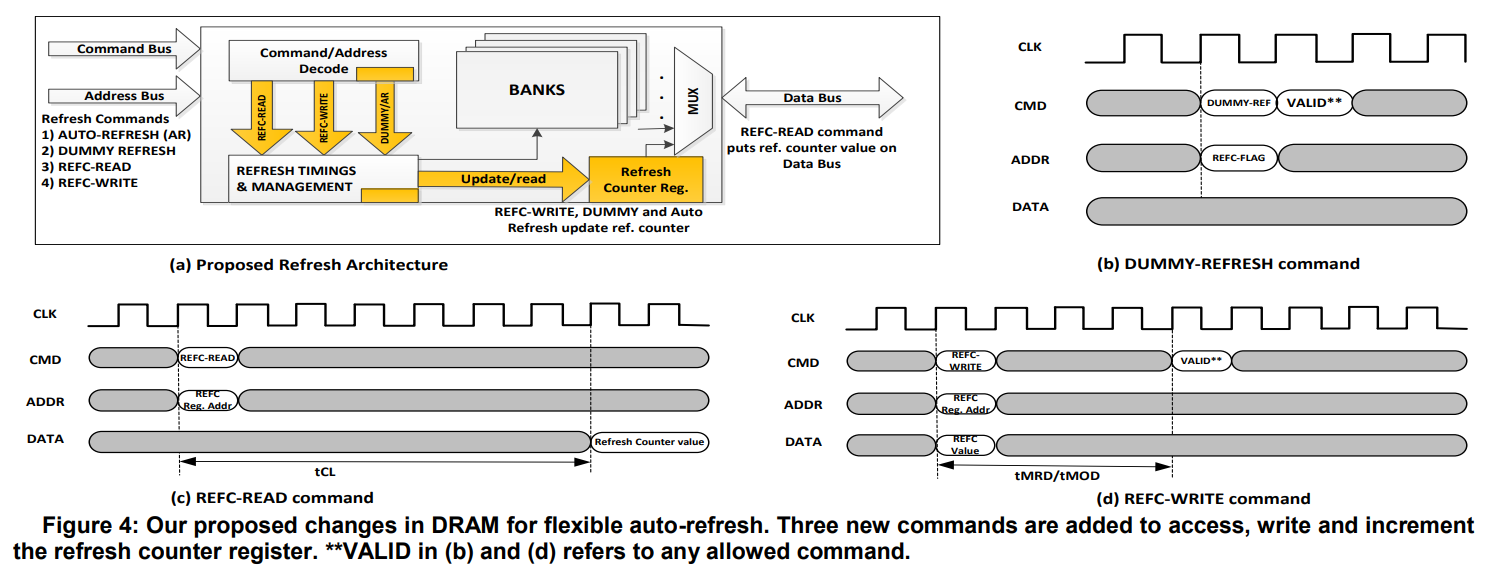 Command Bus
Address Bus
Refresh Commands
1) AUTO-REFRESH (AR)
2) DUMMY REFRESH
3) REFC-READ
4) REFC-WRITE
Command/Address
Decode
REFC-READ
REFC-WRITE
DUMMY/AR
REFRESH TIMINGS
& MANAGEMENT
BANKS
Update/read
Refresh
Counter Reg.
MUX
Data Bus
REFC-READ command
puts ref. counter value on
Data Bus
REFC-WRITE, DUMMY and Auto
Refresh update ref. counter
(a) Proposed Refresh Architecture
CLK
CMD
DUMMY-REF
VALID**
ADDR
REFC-FLAG
DATA
(b) DUMMY-REFRESH command
CLK
CMD
REFC-READ
ADDR
REFC
Reg. Addr
DATA
Refresh Counter value
tCL
(c) REFC-READ command
CLK
CMD
REFC-
WRITE
VALID**
ADDR
REFC
Reg. Addr
DATA
REFC
Value
tMRD/tMOD
(d) REFC-WRITE command
Figure 4: Our proposed changes in DRAM for flexible auto-refresh. Three new commands are added to access, write and increment
the refresh counter register. **VALID in (b) and (d) refers to any allowed command.